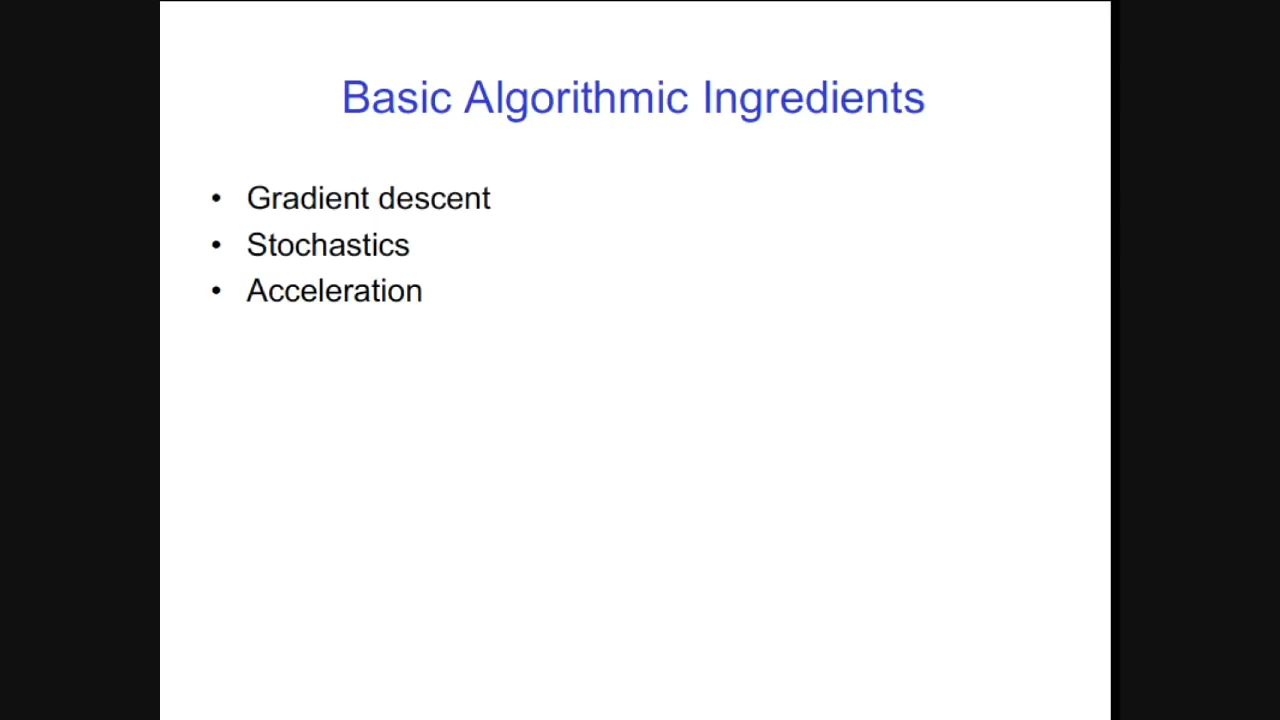 Basic Algorithmic Ingredients
• Gradient descent
• Stochastics
• Acceleration